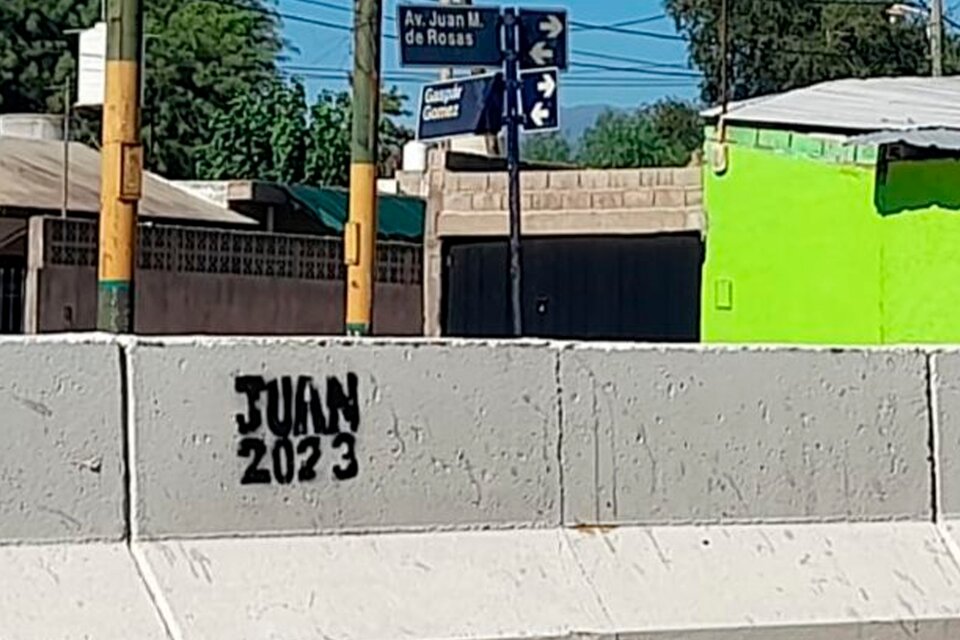 Av. Juan M.
de Rosas
Gaspar
Gomez
JUAN
2023